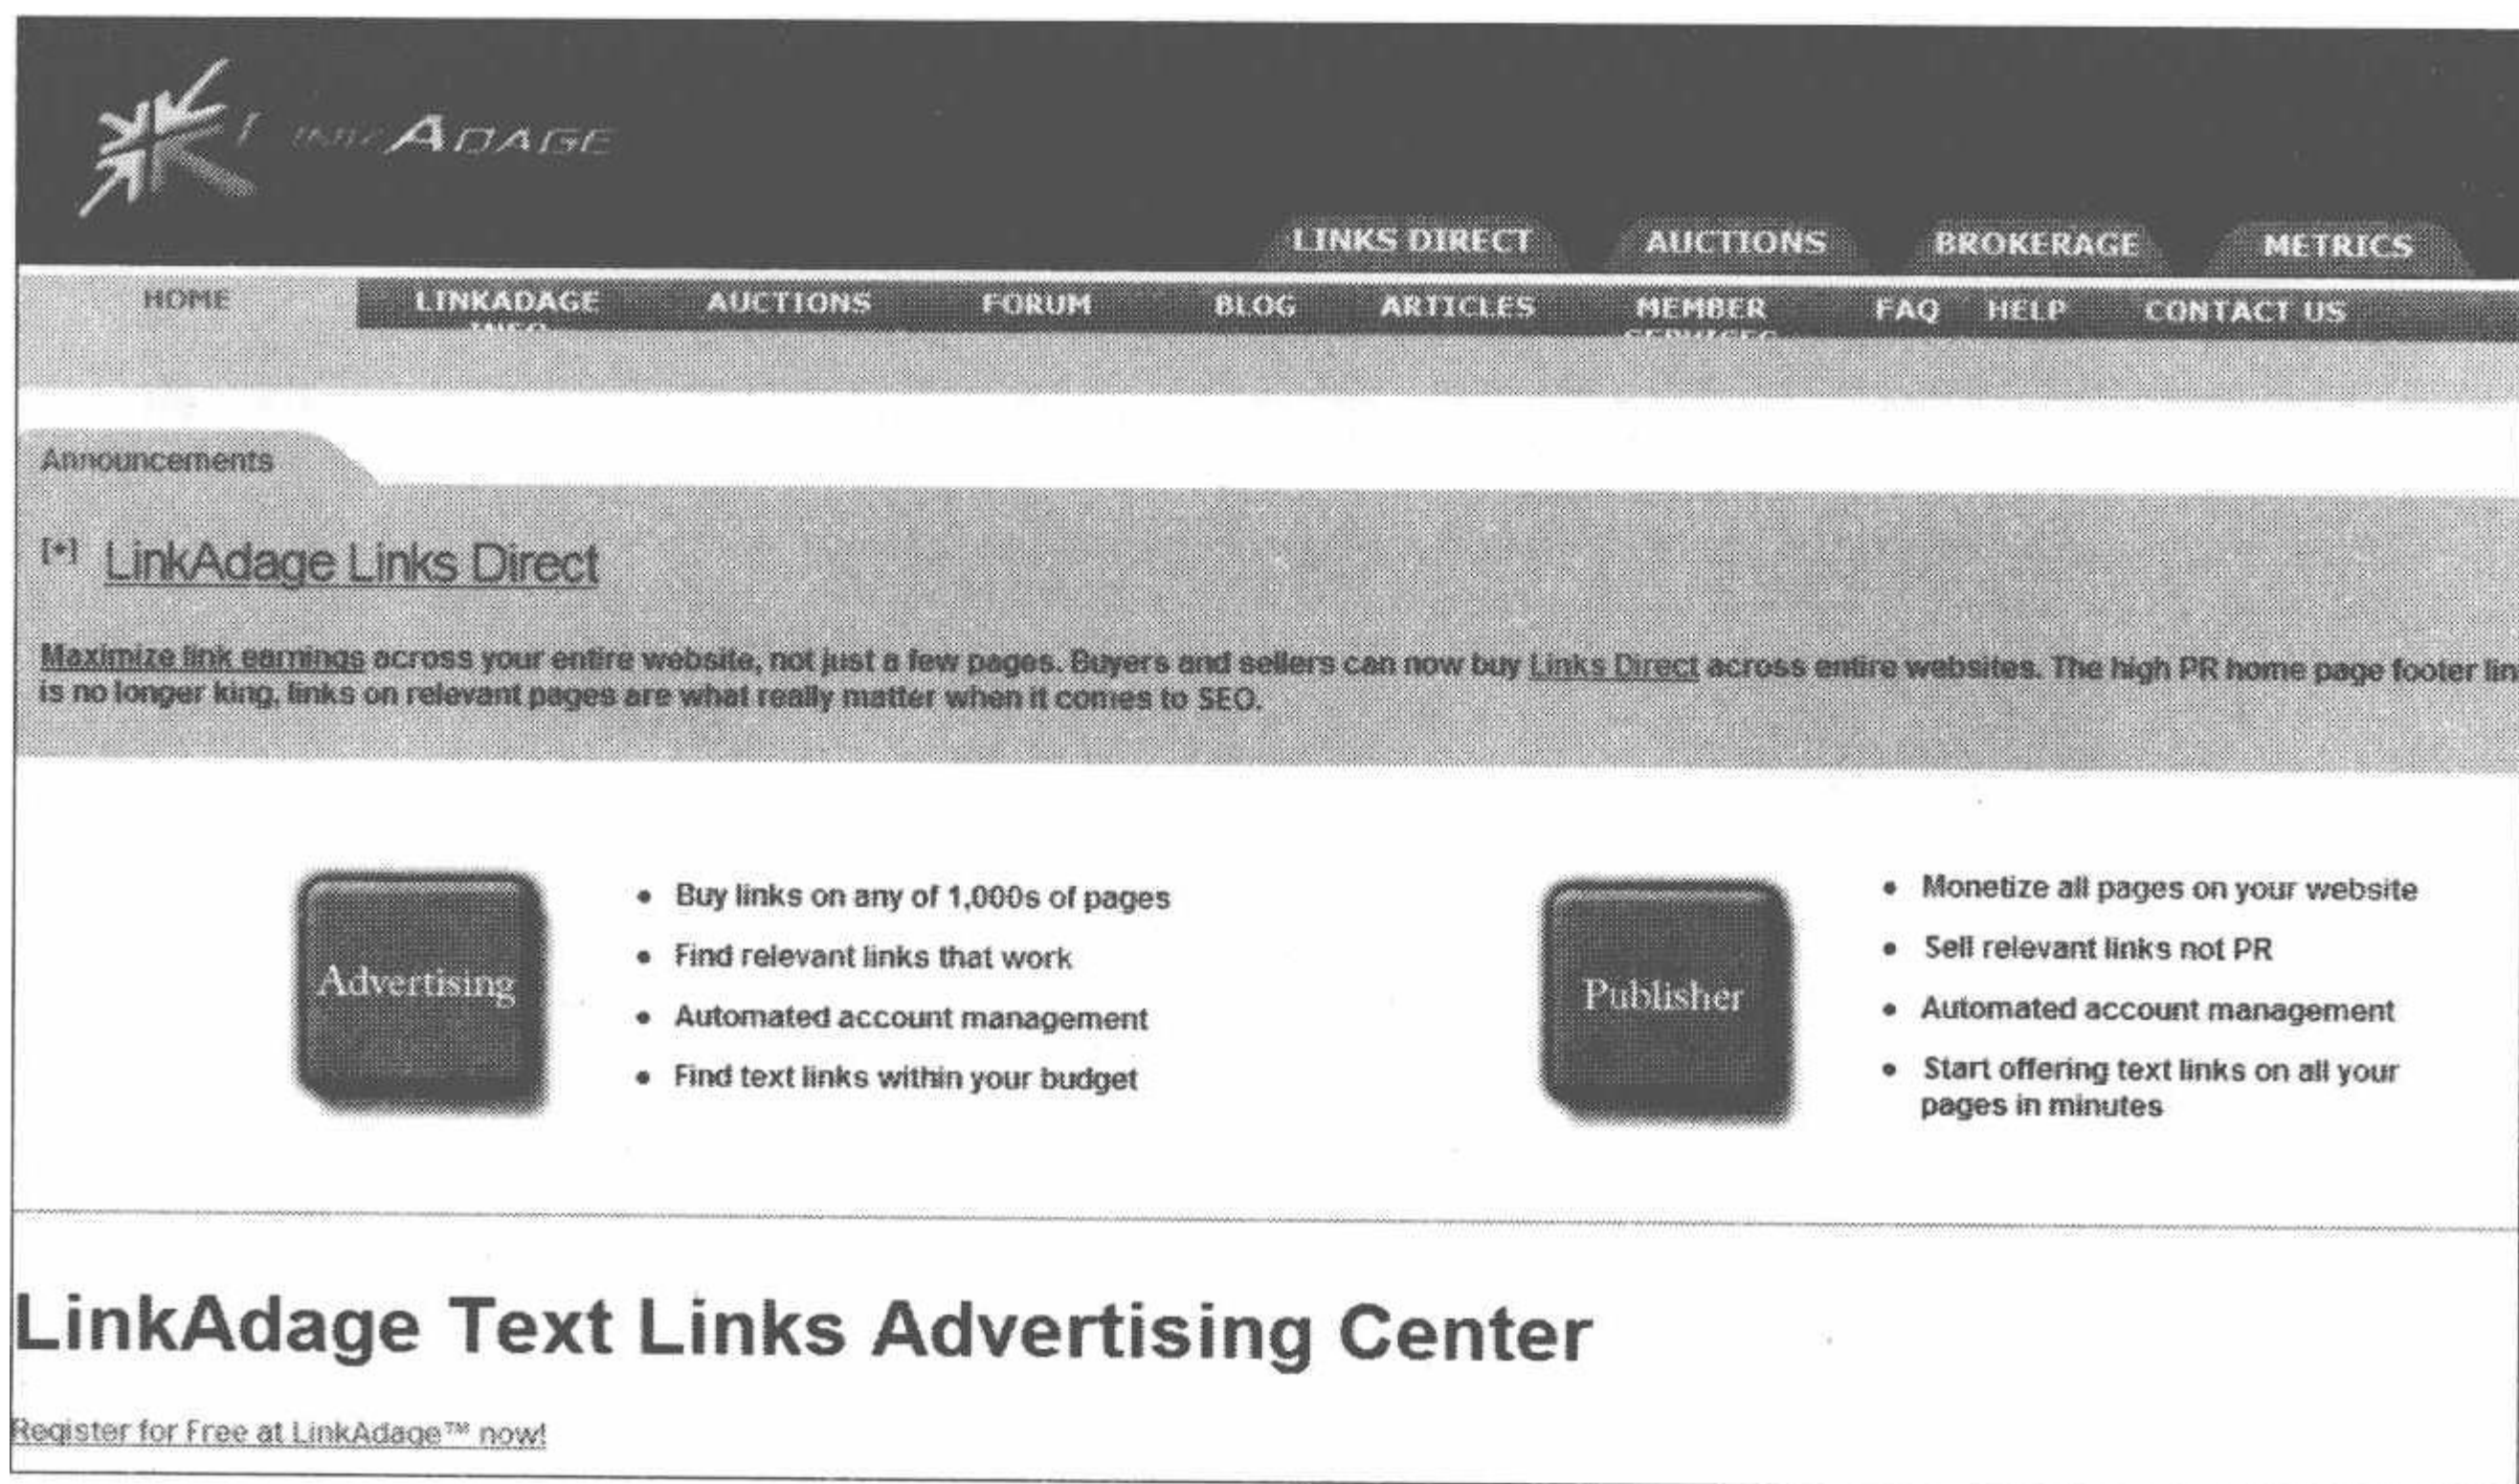 LINKADAGE
LINKS DIRECT AUCTIONS BROKERAGE METRICS
HOME LINKADAGE INFO AUCTIONS FORUM BLOG ARTICLES MEMBER SERVICES FAQ HELP CONTACT US
Announcements
[+] LinkAdage Links Direct
Maximize link earnings across your entire website, not just a few pages. Buyers and sellers can now buy Links Direct across entire websites. The high PR home page footer lin
is no longer king, links on relevant pages are what really matter when it comes to SEO.
Advertising
• Buy links on any of 1,000s of pages
• Find relevant links that work
• Automated account management
• Find text links within your budget
Publisher
• Monetize all pages on your website
• Sell relevant links not PR
• Automated account management
• Start offering text links on all your
pages in minutes
LinkAdage Text Links Advertising Center
Register for Free at LinkAdage™ now!